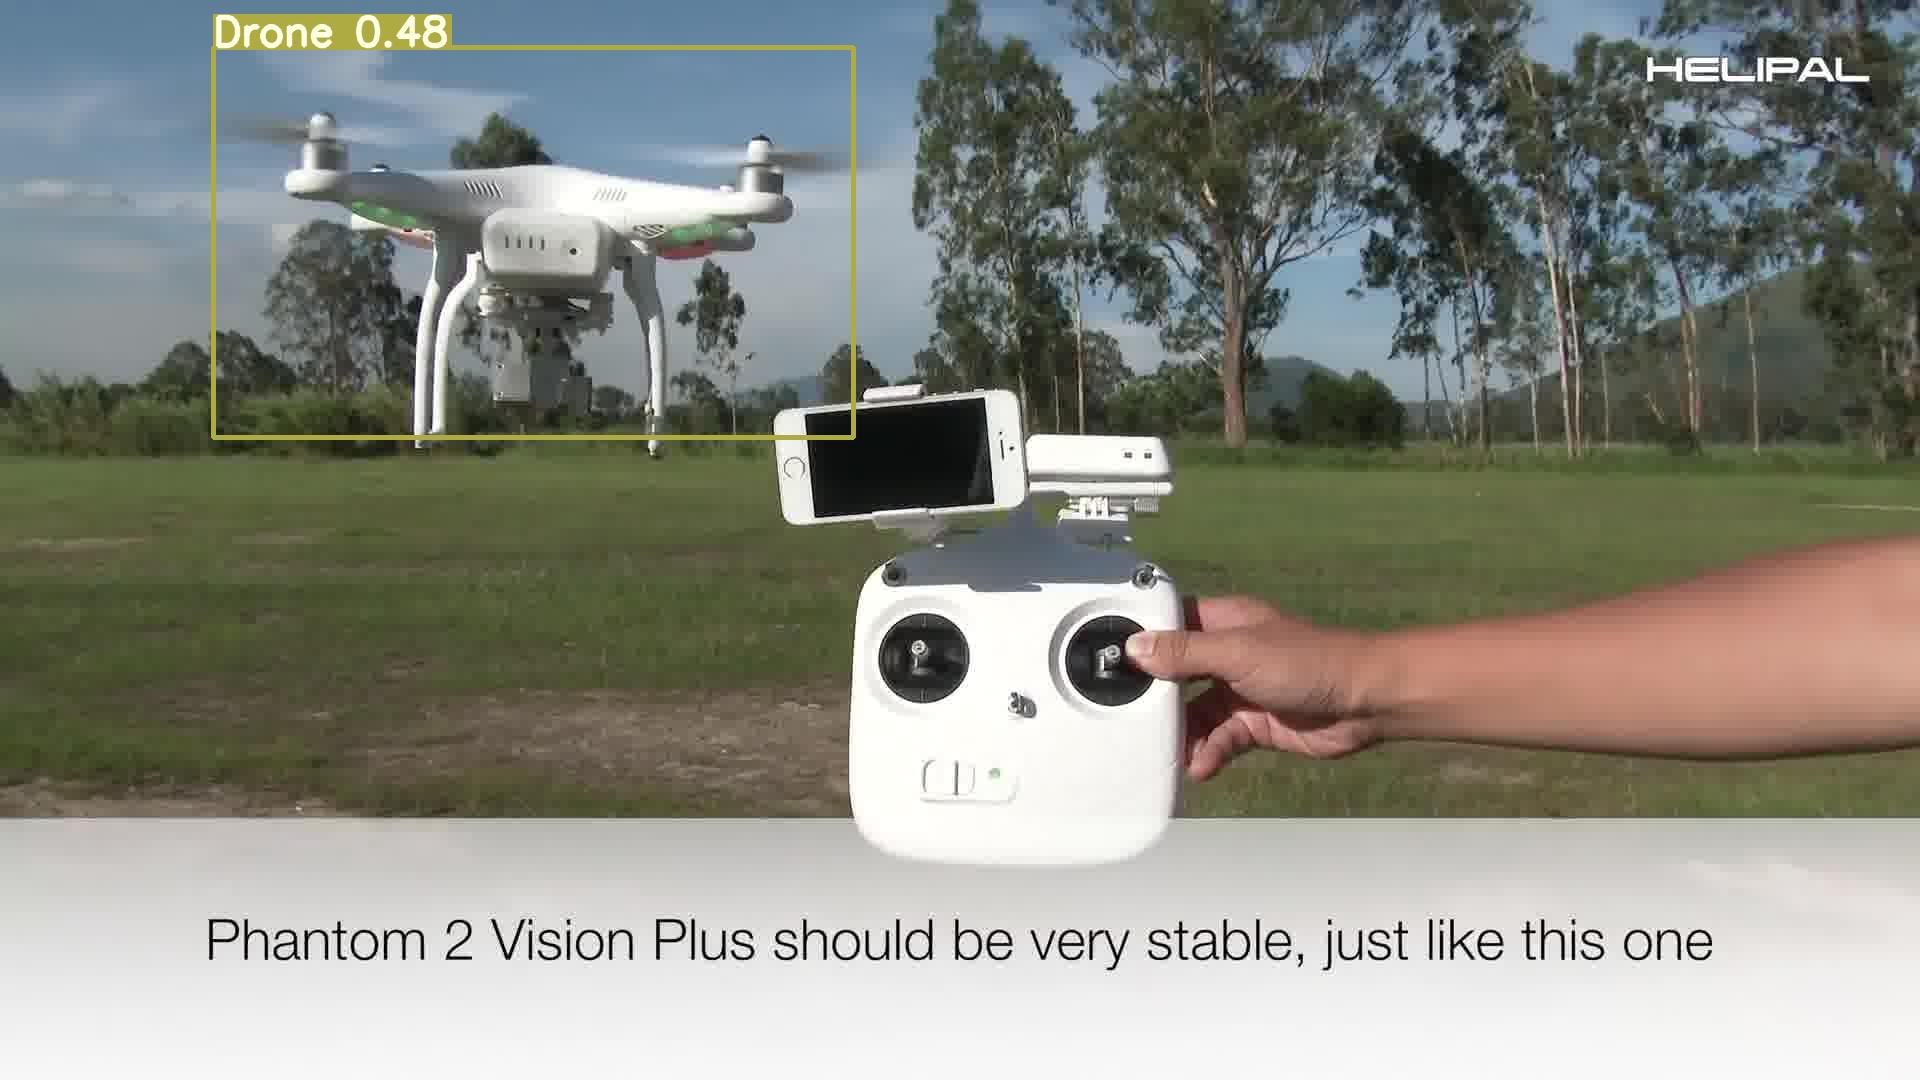 Drone 0.48
HELIPAL
Phantom 2 Vision Plus should be very stable, just like this one